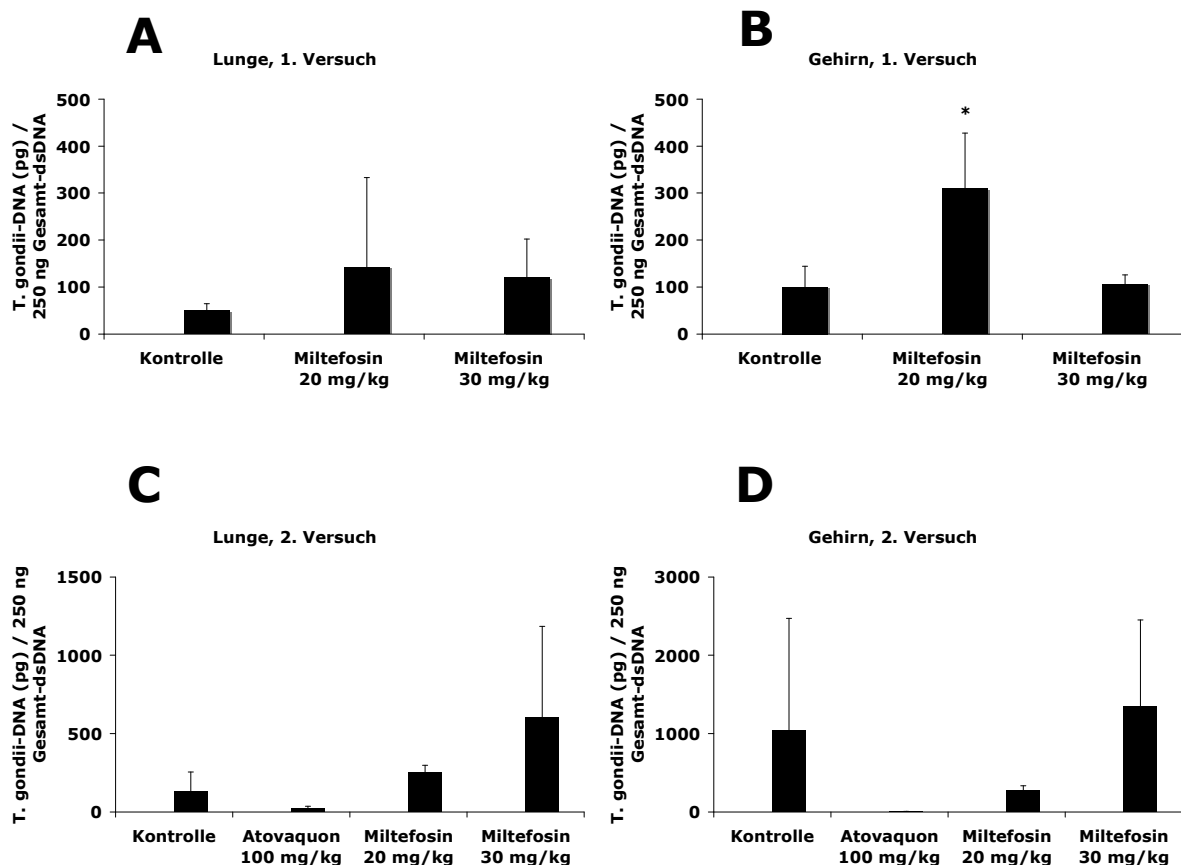 A
Lunge, 1. Versuch
T. gondii-DNA (pg) /
250 ng Gesamt-dsDNA
500
400
300
200
100
0
Kontrolle
Miltefosin
20 mg/kg
Miltefosin
30 mg/kg
B
Gehirn, 1. Versuch
T. gondii-DNA (pg) /
250 ng Gesamt-dsDNA
500
400
300
200
100
0
*
Kontrolle
Miltefosin
20 mg/kg
Miltefosin
30 mg/kg
C
Lunge, 2. Versuch
T. gondii-DNA (pg) / 250 ng
Gesamt-dsDNA
1500
1000
500
0
Kontrolle
Atovaquon
100 mg/kg
Miltefosin
20 mg/kg
Miltefosin
30 mg/kg
D
Gehirn, 2. Versuch
T. gondii-DNA (pg) / 250 ng
Gesamt-dsDNA
3000
2000
1000
0
Kontrolle
Atovaquon
100 mg/kg
Miltefosin
20 mg/kg
Miltefosin
30 mg/kg